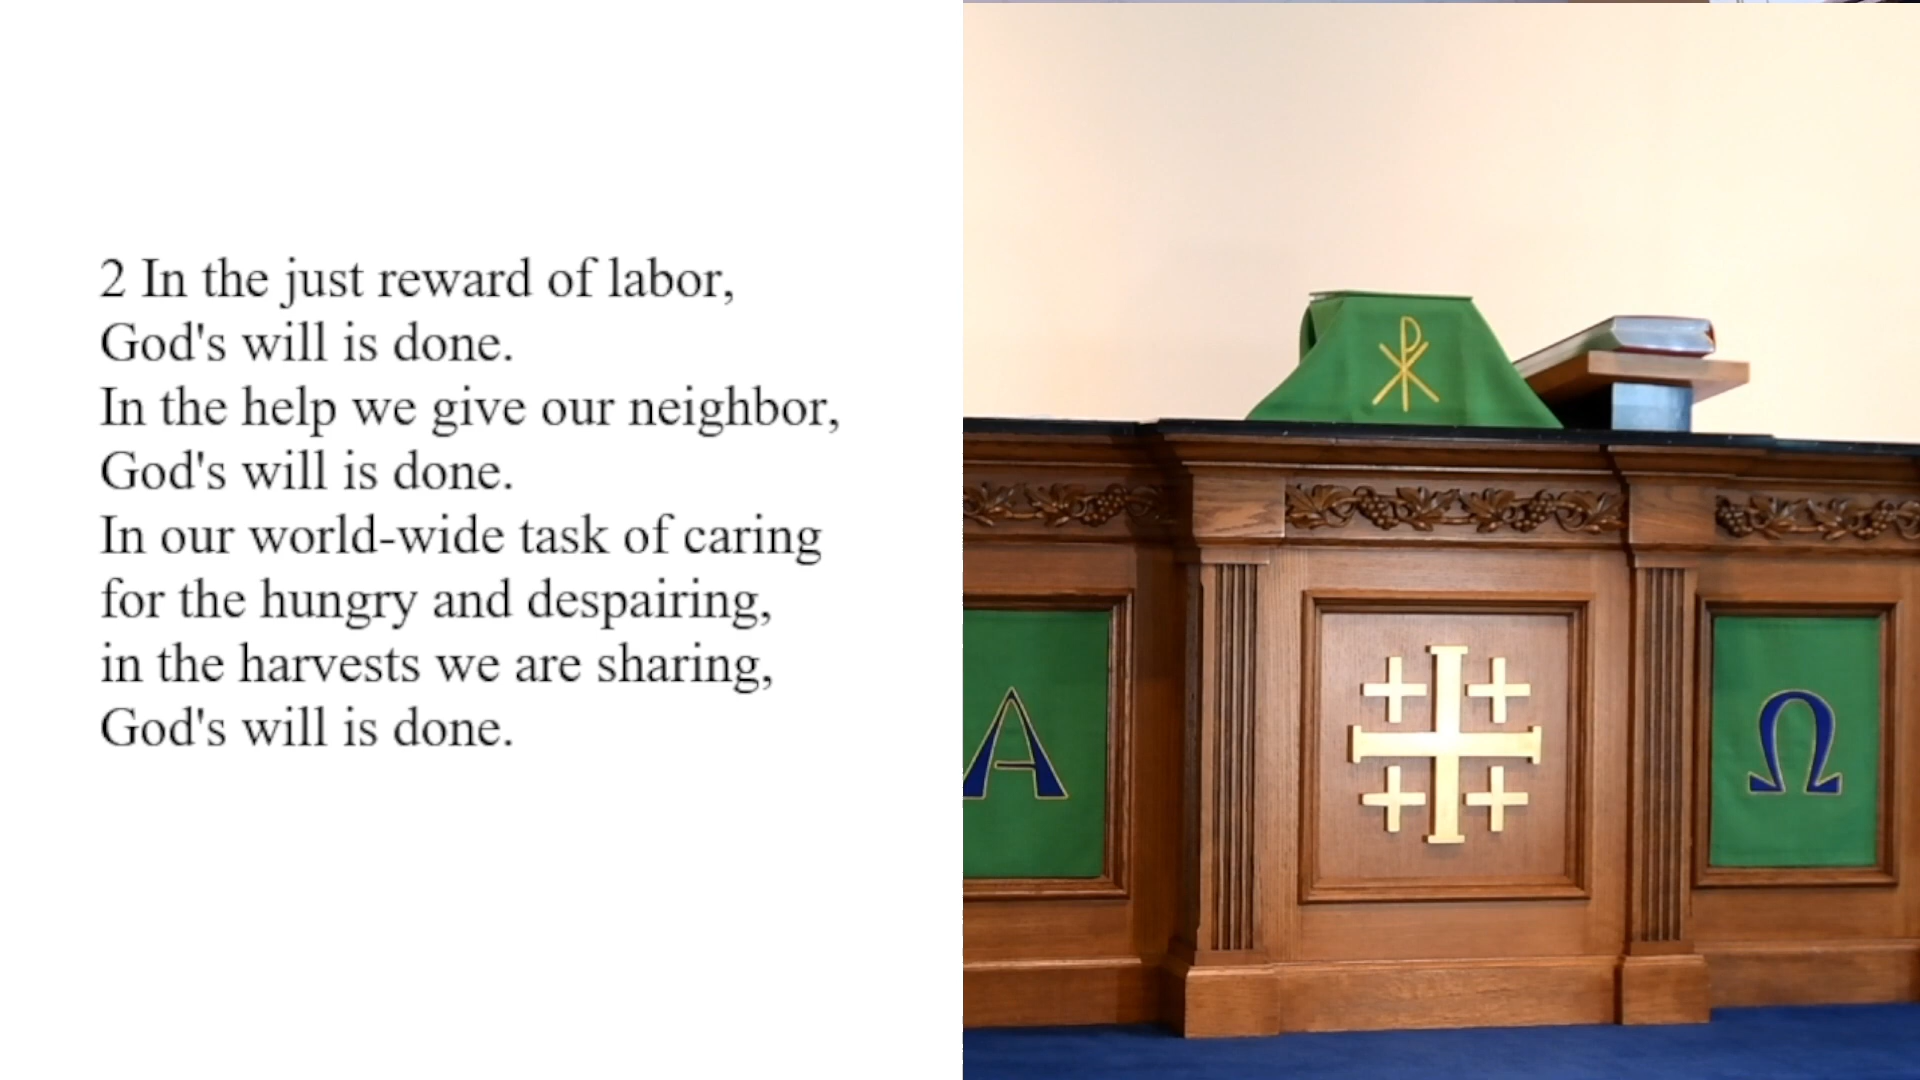 2 In the just reward of labor,
God's will is done.
In the help we give our neighbor,
God's will is done.
In our world-wide task of caring
for the hungry and despairing,
in the harvests we are sharing,
God's will is done.
☧
Α
Ω